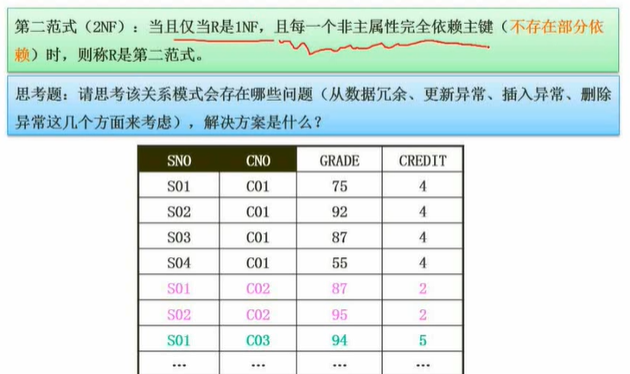 第二范式（2NF）：当且仅当R是1NF，且每一个非主属性完全依赖主键（不存在部分依
赖）时，则称R是第二范式。
思考题：请思考该关系模式会存在哪些问题（从数据冗余、更新异常、插入异常、删除
异常这几个方面来考虑），解决方案是什么？
SNO CNO GRADE CREDIT
S01 C01 75 4
S02 C01 92 4
S03 C01 87 4
S04 C01 55 4
S01 C02 87 2
S02 C02 95 2
S01 C03 94 5
… … … …